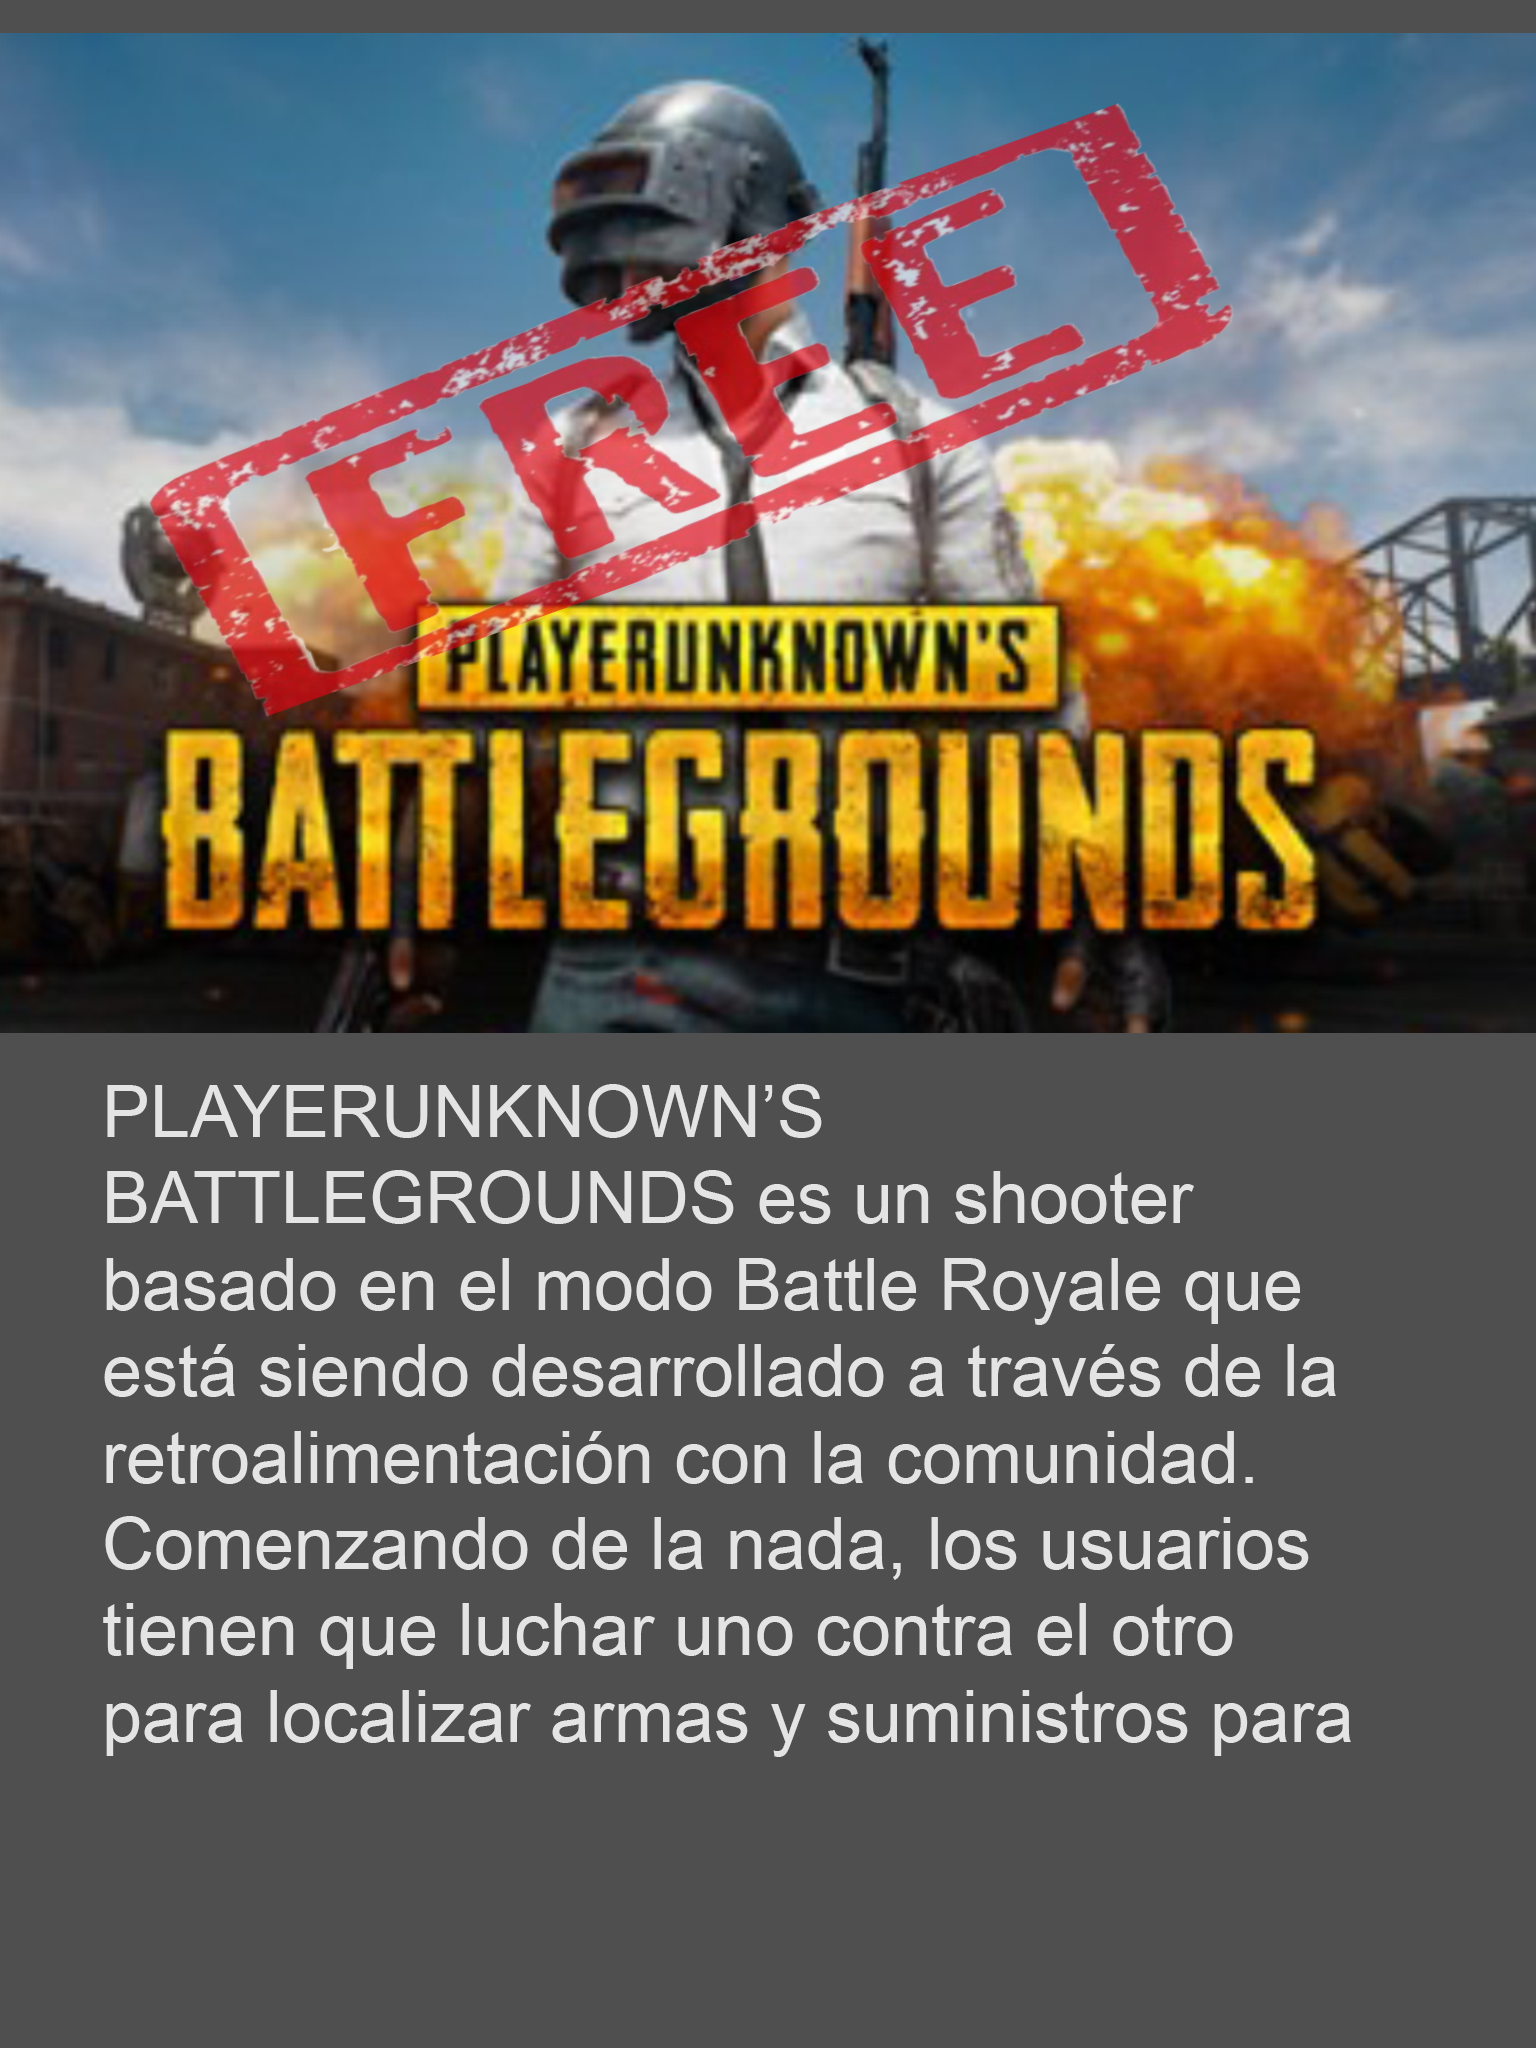 FREE
PLAYERUNKNOWN'S
BATTLEGROUNDS
PLAYERUNKNOWN’S
BATTLEGROUNDS es un shooter
basado en el modo Battle Royale que
está siendo desarrollado a través de la
retroalimentación con la comunidad.
Comenzando de la nada, los usuarios
tienen que luchar uno contra el otro
para localizar armas y suministros para